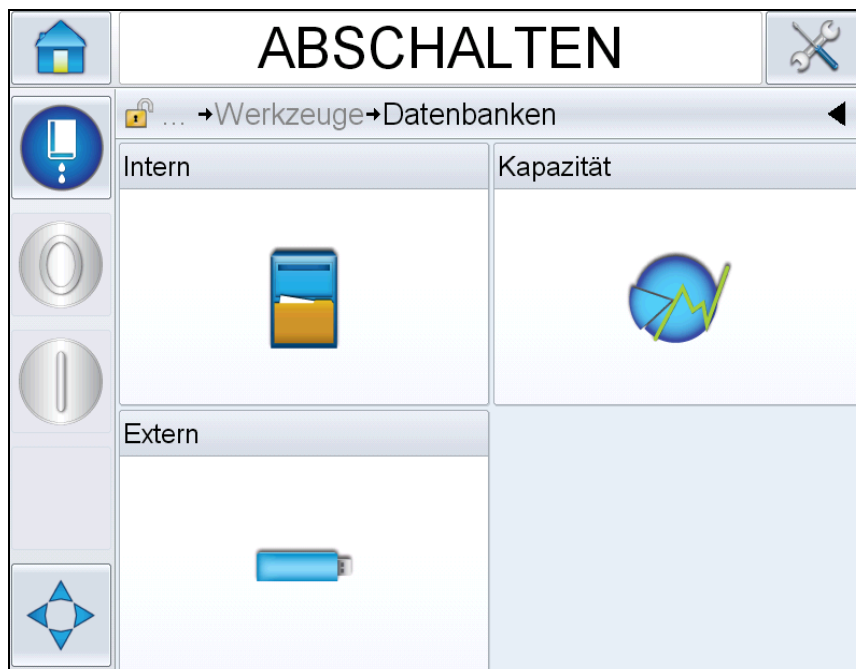 ABSCHALTEN
... →Werkzeuge→Datenbanken
Intern
Kapazität
Extern